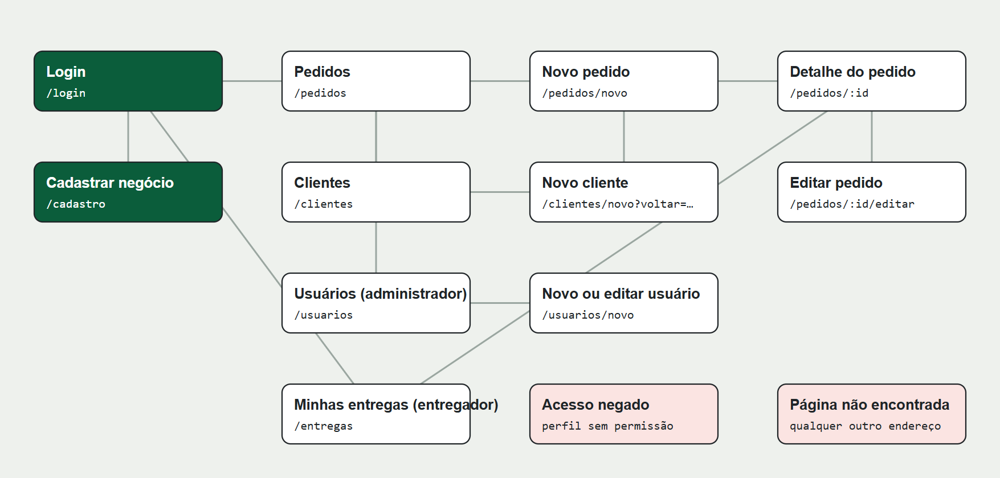 Login
/login
Pedidos
/pedidos
Novo pedido
/pedidos/novo
Detalhe do pedido
/pedidos/:id
Cadastrar negócio
/cadastro
Clientes
/clientes
Novo cliente
/clientes/novo?voltar=…
Editar pedido
/pedidos/:id/editar
Usuários (administrador)
/usuarios
Novo ou editar usuário
/usuarios/novo
Minhas entregas (entregador)
/entregas
Acesso negado
perfil sem permissão
Página não encontrada
qualquer outro endereço